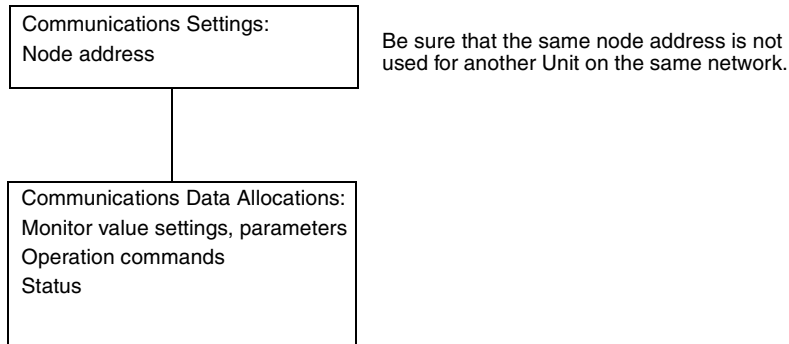 Communications Settings:
Node address
Be sure that the same node address is not
used for another Unit on the same network.
Communications Data Allocations:
Monitor value settings, parameters
Operation commands
Status